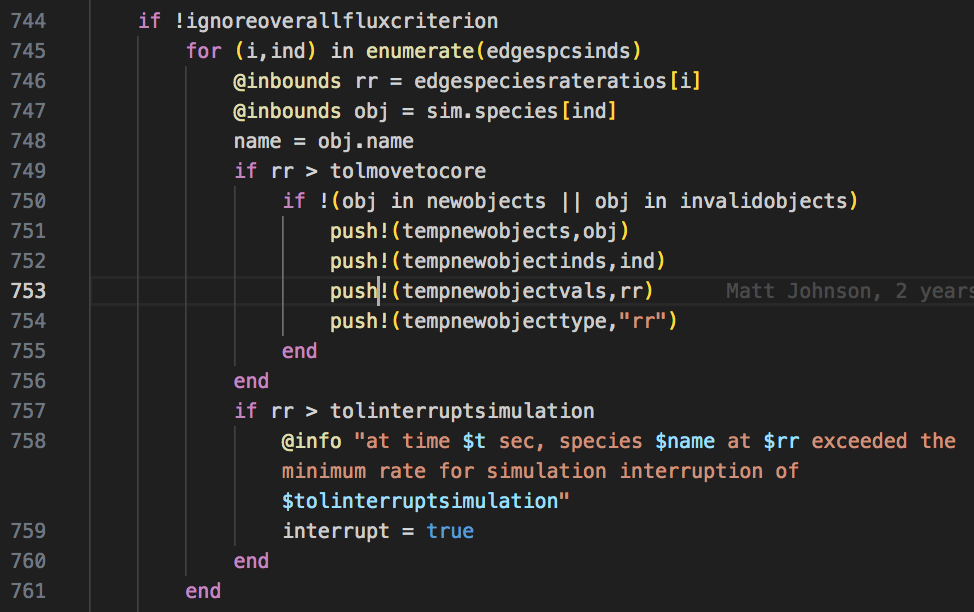 744 if !ignoreoverallfluxcriterion
745 for (i,ind) in enumerate(edgespcsinds)
746 @inbounds rr = edgespeciesrateratios[i]
747 @inbounds obj = sim.species[ind]
748 name = obj.name
749 if rr > tolmovetocore
750 if !(obj in newobjects || obj in invalidobjects)
751 push!(tempnewobjects,obj)
752 push!(tempnewobjectinds,ind)
753 push!(tempnewobjectvals,rr) Matt Johnson, 2 years
754 push!(tempnewobjecttype,"rr")
755 end
756 end
757 if rr > tolinterruptsimulation
758 @info "at time $t sec, species $name at $rr exceeded the
minimum rate for simulation interruption of
$tolinterruptsimulation"
759 interrupt = true
760 end
761 end